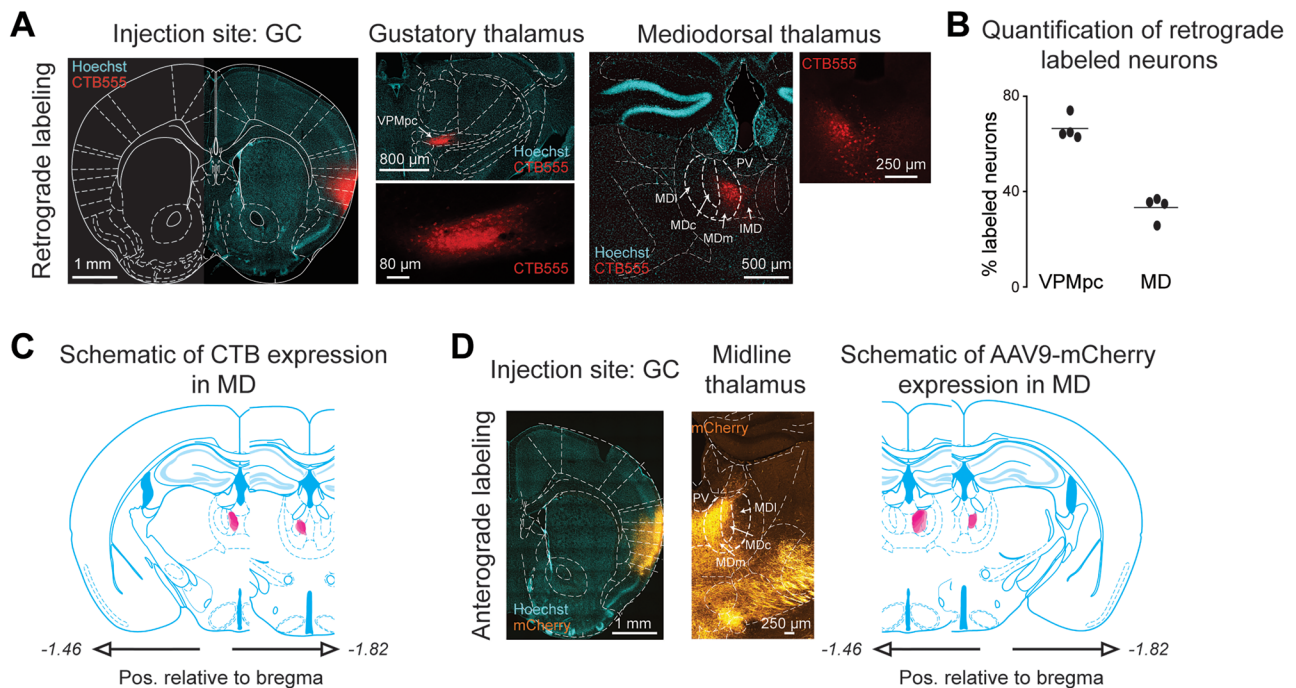 A
Injection site: GC
Gustatory thalamus
Mediodorsal thalamus
Retrograde labeling
Hoechst
CTB555
1 mm
VPMpc
800 µm
Hoechst
CTB555
80 µm
CTB555
PV
MDl
MDc
MDm
IMD
Hoechst
CTB555
500 µm
CTB555
250 µm
B
Quantification of retrograde
labeled neurons
% labeled neurons
80
40
0
VPMpc
MD
C
Schematic of CTB expression
in MD
-1.46
-1.82
Pos. relative to bregma
D
Injection site: GC
Midline
thalamus
Schematic of AAV9-mCherry
expression in MD
Anterograde labeling
Hoechst
mCherry
1 mm
mCherry
PV
MDl
MDc
MDm
250 µm
-1.46
-1.82
Pos. relative to bregma